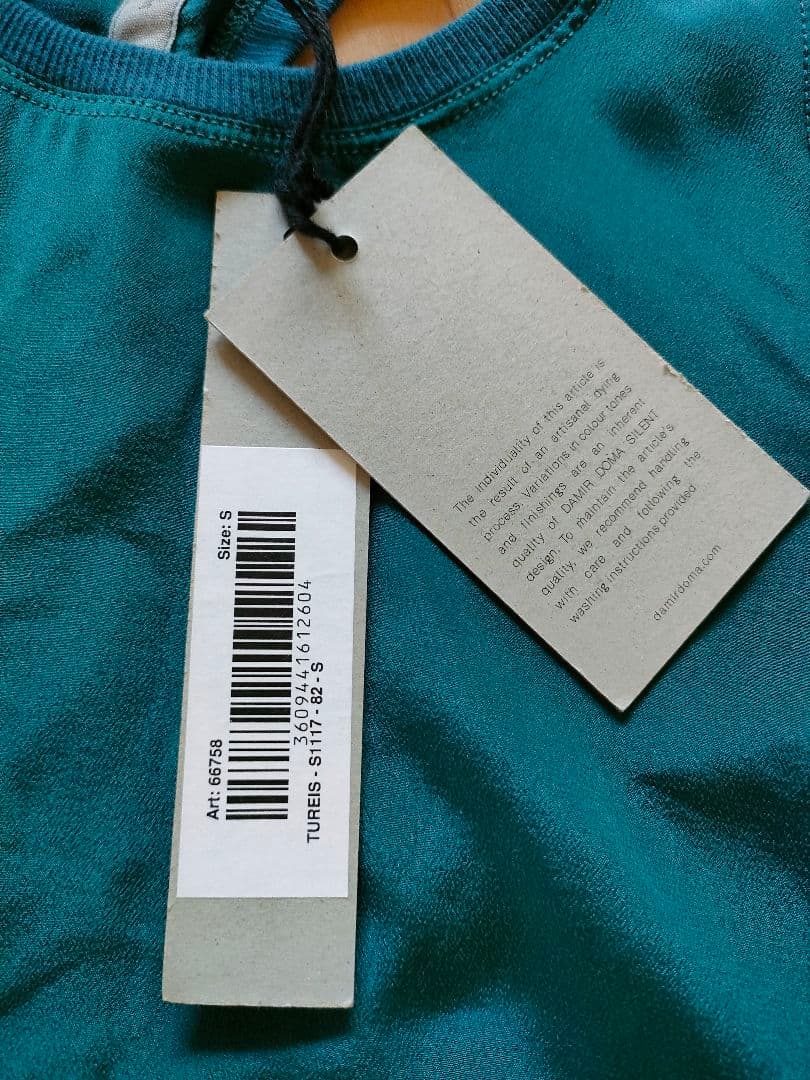 The individuality of this article is
the result of an artisanal dying
process. Variations in colour tones
and finishings are an inherent
quality of DAMIR DOMA SILENT
design. To maintain the article's
quality, we recommend handling
with care and following the
washing instructions provided
damirdoma.com
Art: 66758
Size: S
3609441612604
TUREIS - S1117 - 82 - S